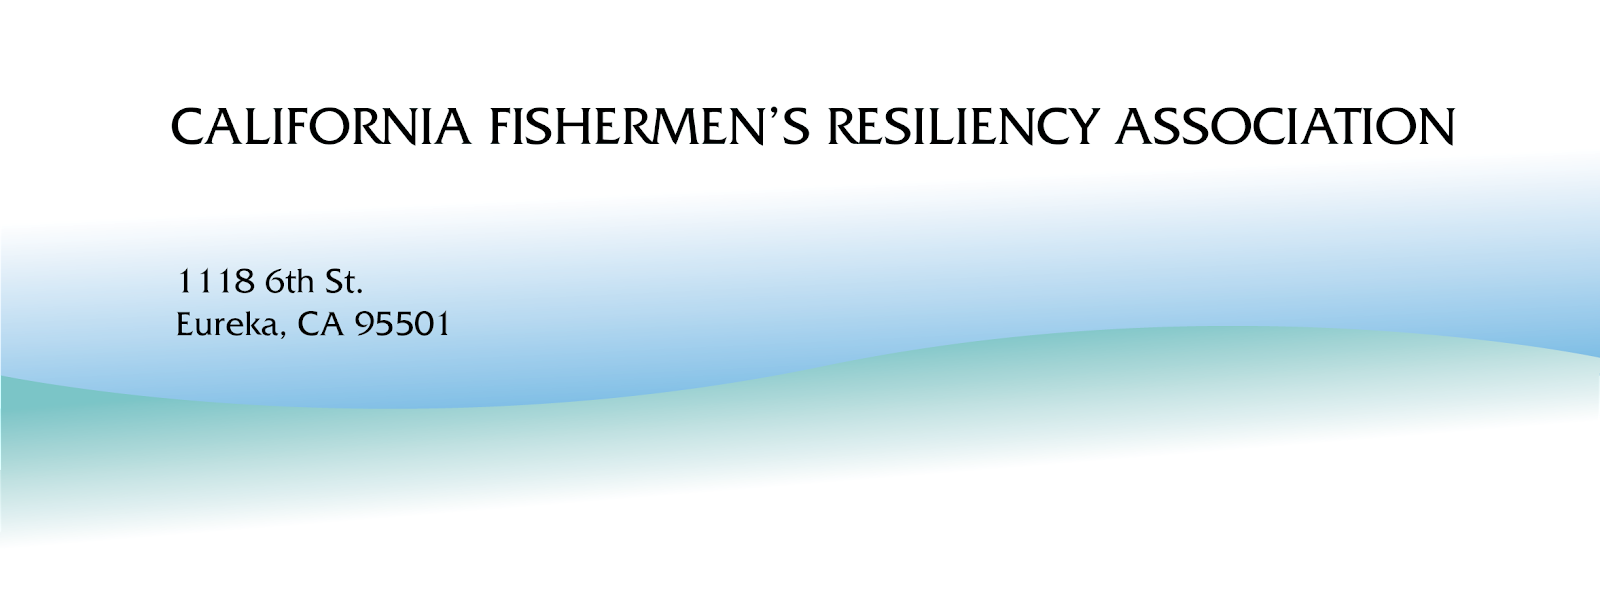 CALIFORNIA FISHERMEN’S RESILIENCY ASSOCIATION
1118 6th St.
Eureka, CA 95501